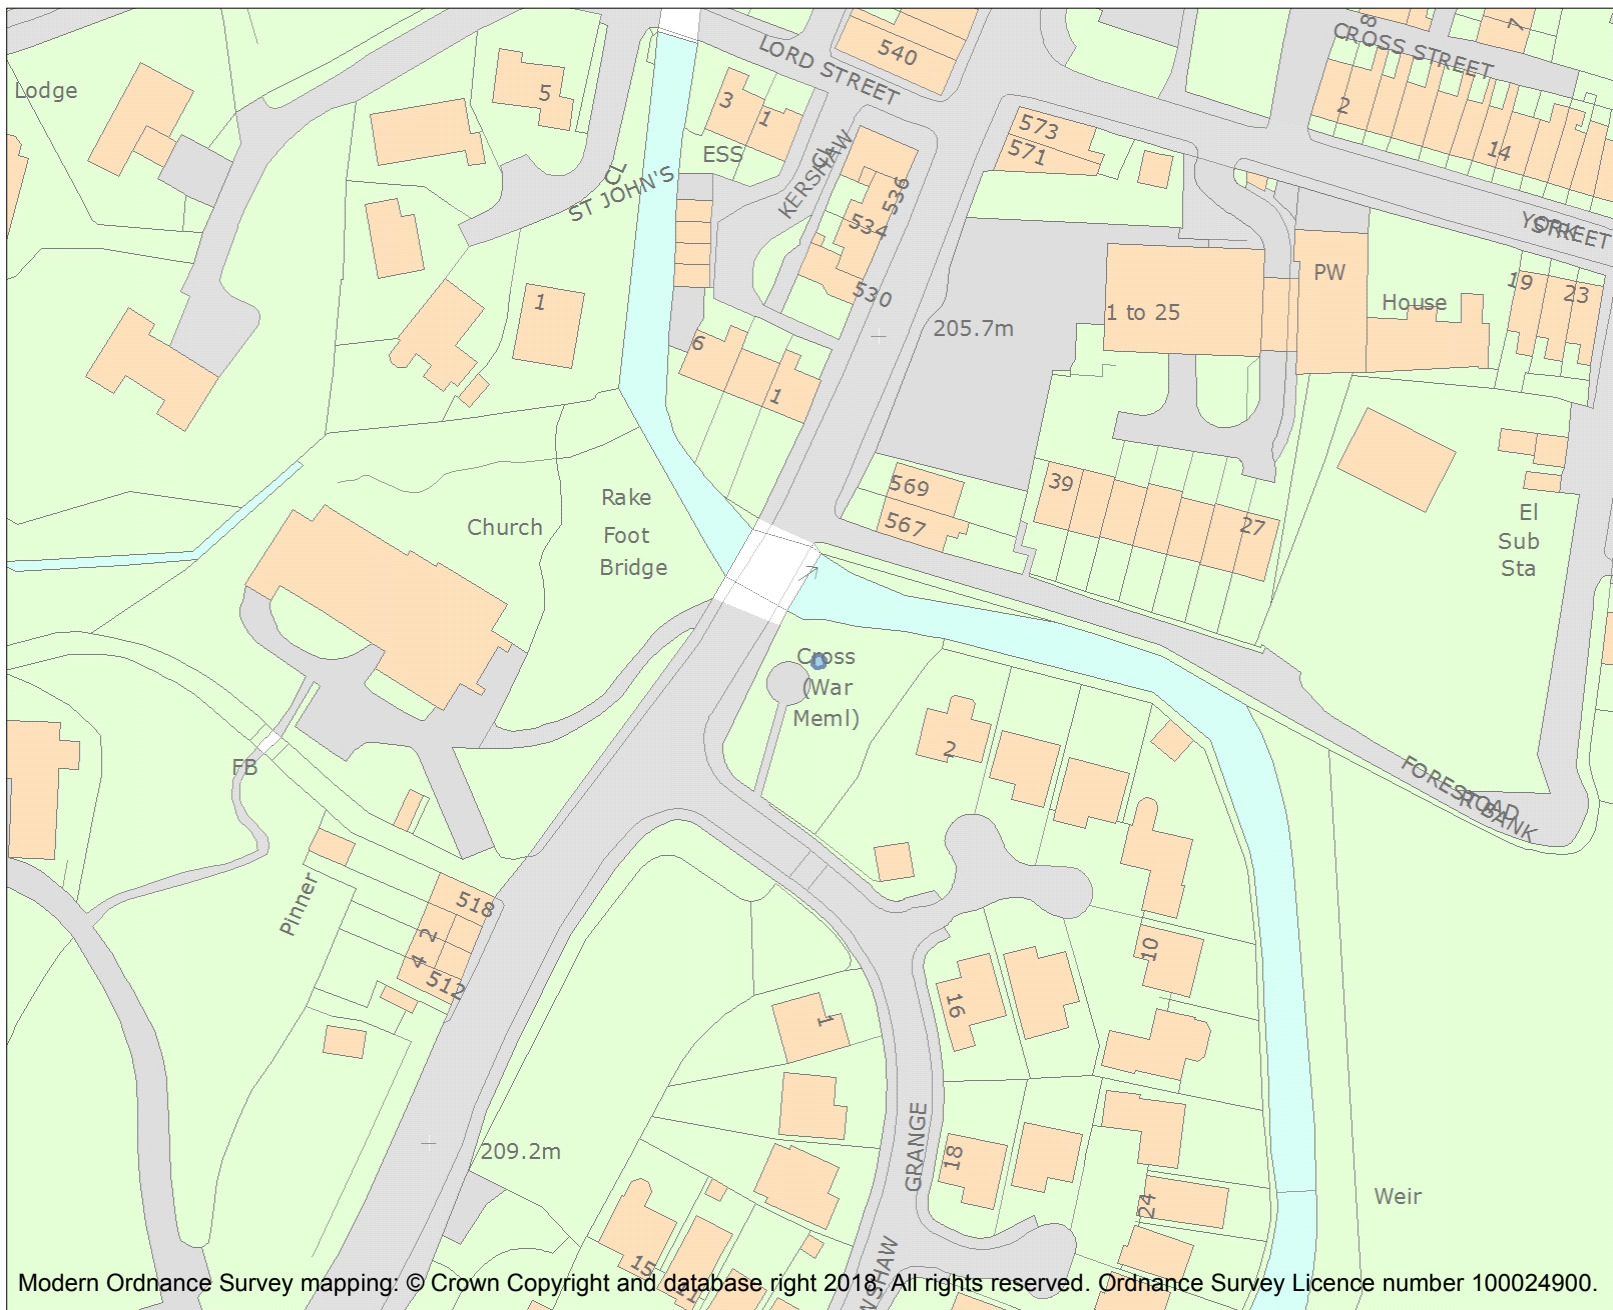 540
8
CROSS STREET
7
LORD STREET
Lodge
5
3
1
2
573
571
14
ESS
KERSHAW
CL
CL
ST JOHN'S
536
534
530
YORK
STREET
PW
1
1 to 25
House
19
23
205.7m
6
1
569
39
567
27
Rake
Foot
Bridge
Church
El
Sub
Sta
Cross
(War
Meml)
2
FB
FOREST
ROAD
BANK
Pinner
518
2
4
512
10
16
1
209.2m
GRANGE
18
24
Weir
15
11
Modern Ordnance Survey mapping: © Crown Copyright and database right 2018. All rights reserved. Ordnance Survey Licence number 100024900.